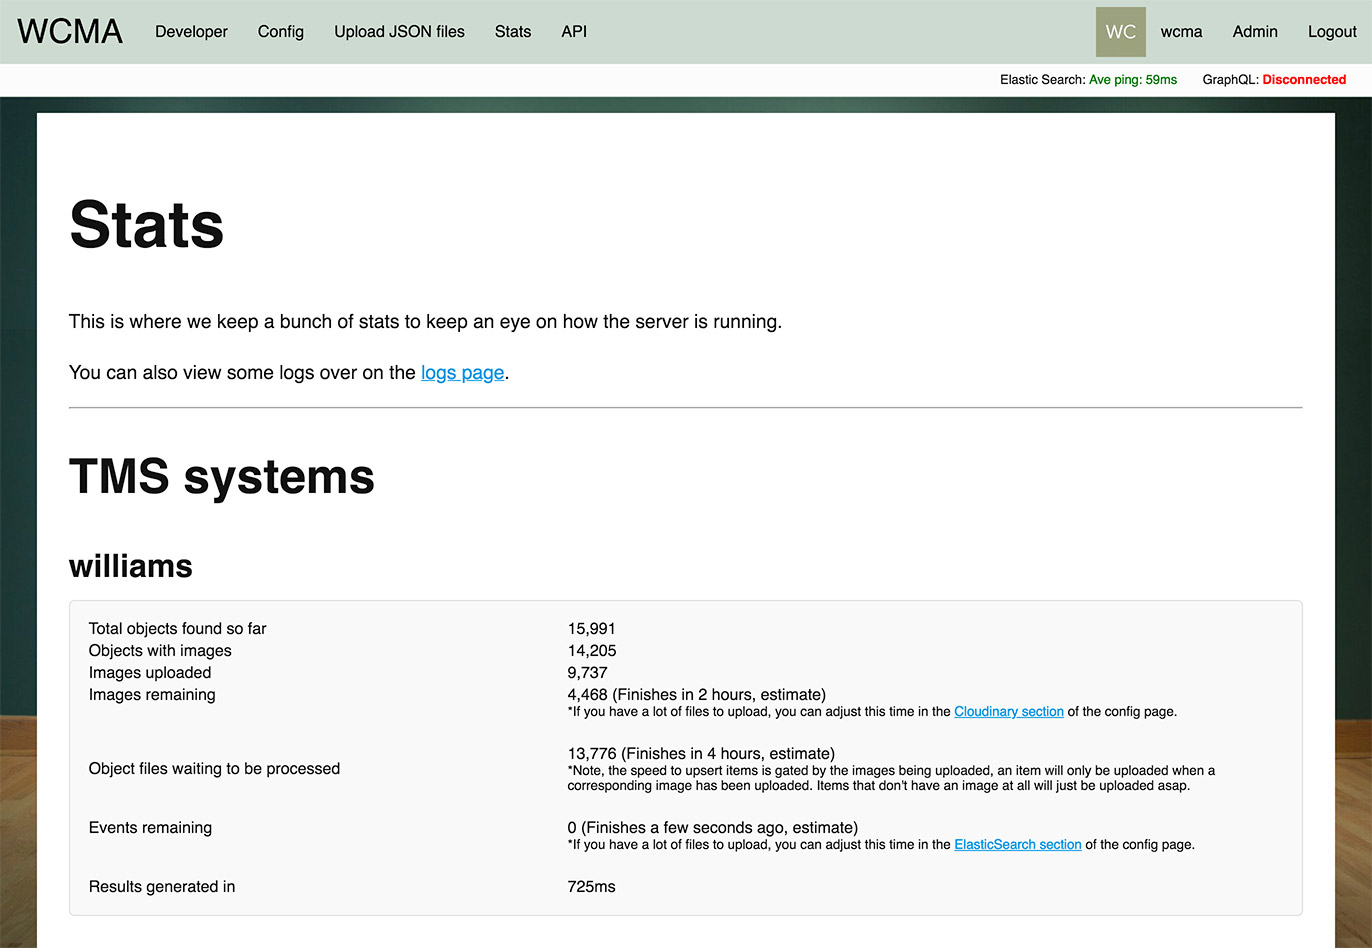 WCMA Developer Config Upload JSON files Stats API WC wcma Admin Logout
Elastic Search: Ave ping: 59ms GraphQL: Disconnected
Stats
This is where we keep a bunch of stats to keep an eye on how the server is running.
You can also view some logs over on the logs page.
TMS systems
williams
Total objects found so far 15,991
Objects with images 14,205
Images uploaded 9,737
Images remaining 4,468 (Finishes in 2 hours, estimate)
*If you have a lot of files to upload, you can adjust this time in the Cloudinary section of the config page.
13,776 (Finishes in 4 hours, estimate)
Object files waiting to be processed
*Note, the speed to upsert items is gated by the images being uploaded, an item will only be uploaded when a
corresponding image has been uploaded. Items that don't have an image at all will just be uploaded asap.
Events remaining 0 (Finishes a few seconds ago, estimate)
*If you have a lot of files to upload, you can adjust this time in the ElasticSearch section of the config page.
Results generated in 725ms